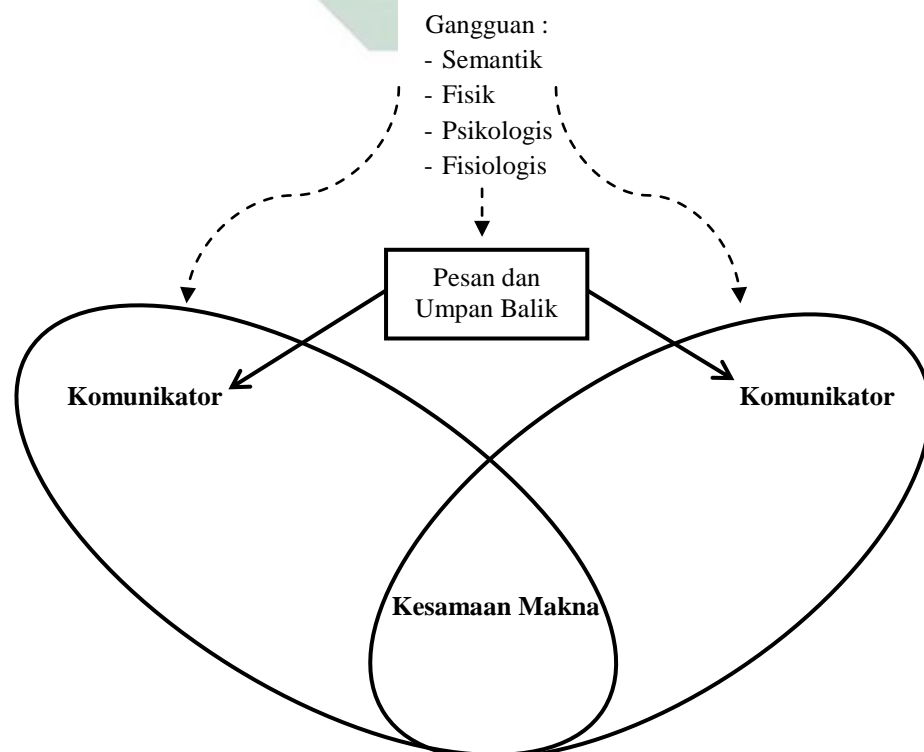 Gangguan :
- Semantik
- Fisik
- Psikologis
- Fisiologis
Pesan dan
Umpan Balik
Komunikator
Komunikator
Kesamaan Makna